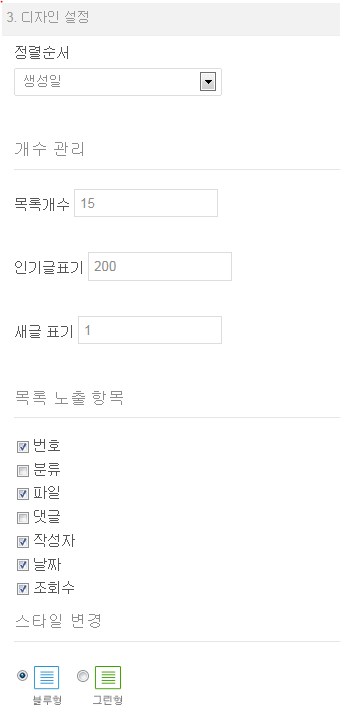 3. 디자인 설정
정렬순서
생성일
개수 관리
목록개수 15
인기글표기 200
새글 표기 1
목록 노출 항목
번호
분류
파일
댓글
작성자
날짜
조회수
스타일 변경
블루형 그린형